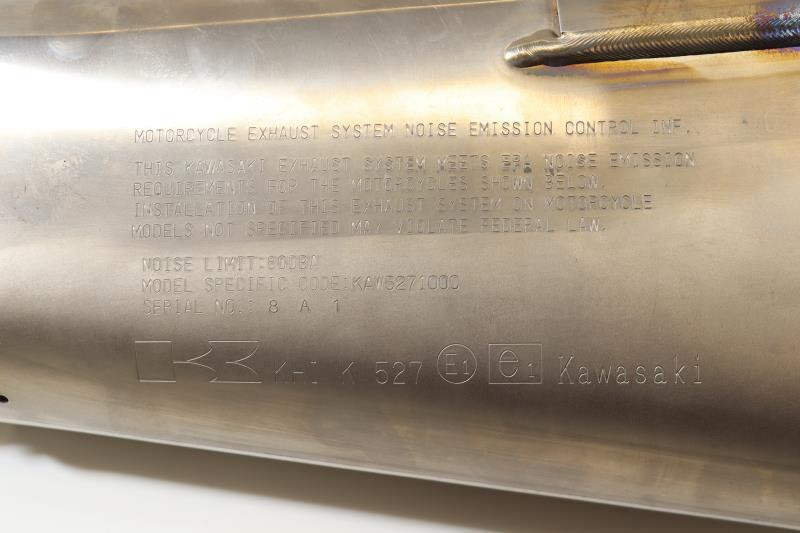 MOTORCYCLE EXHAUST SYSTEM NOISE EMISSION CONTROL INF.
THIS KAWASAKI EXHAUST SYSTEM MEETS EPA NOISE EMISSION
REQUIREMENTS FOR THE MOTORCYCLES SHOWN BELOW.
INSTALLATION OF THIS EXHAUST SYSTEM ON MOTORCYCLE
MODELS NOT SPECIFIED MAY VIOLATE FEDERAL LAW.
NOISE LIMIT:80DBA
MODEL SPECIFIC CODE:KAW5271000
SERIAL NO.: 8 A 1
K KHI K 527 E1 e1 Kawasaki